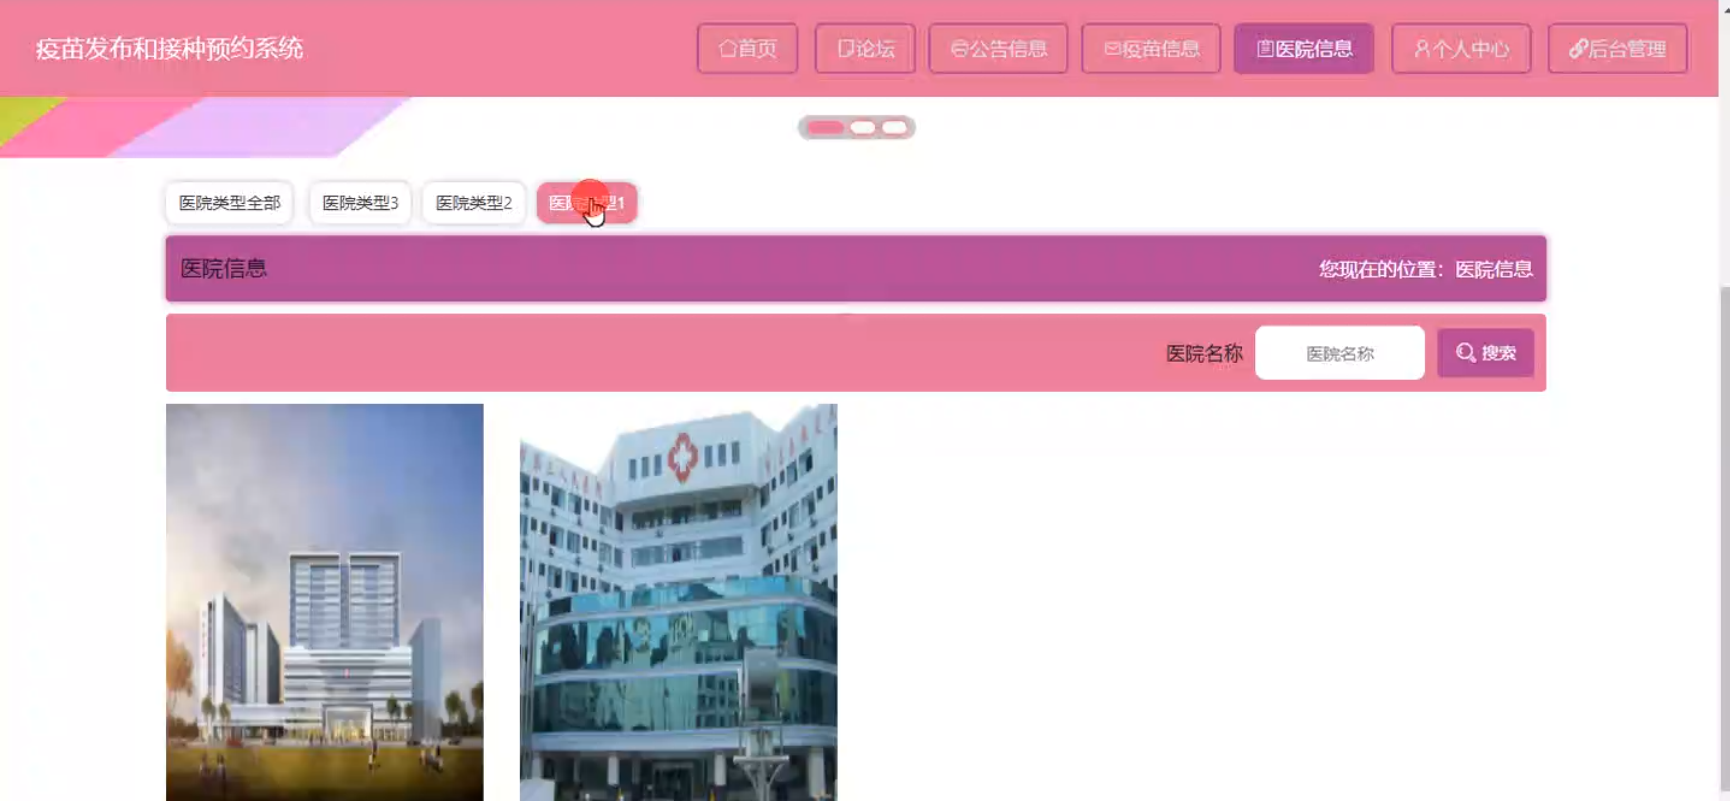 疫苗发布和接种预约系统
首页 论坛 公告信息 疫苗信息 医院信息 个人中心 后台管理
医院类型全部 医院类型3 医院类型2 医院类型1
医院信息 您现在的位置：医院信息
医院名称 医院名称 搜索